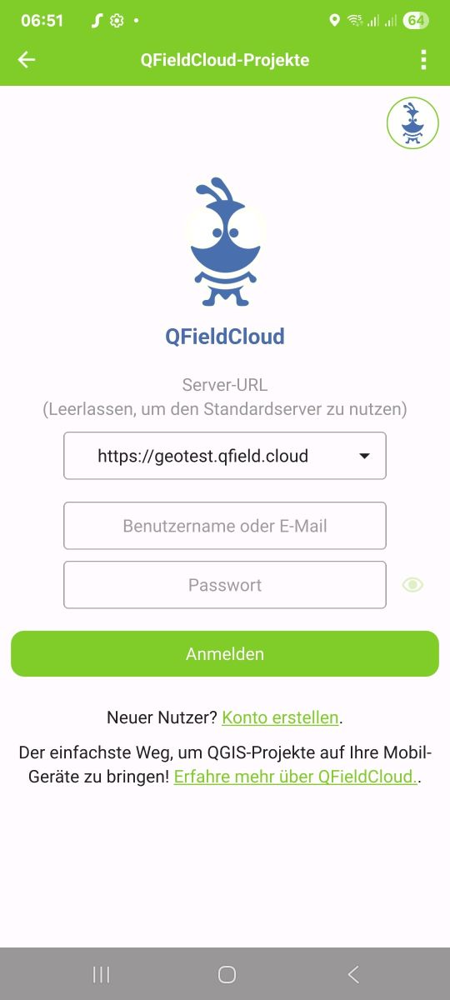 06:51
64
QFieldCloud-Projekte
QFieldCloud
Server-URL
(Leerlassen, um den Standardserver zu nutzen)
https://geotest.qfield.cloud
Benutzername oder E-Mail
Passwort
Anmelden
Neuer Nutzer? Konto erstellen.
Der einfachste Weg, um QGIS-Projekte auf Ihre Mobil-
Geräte zu bringen! Erfahre mehr über QFieldCloud..